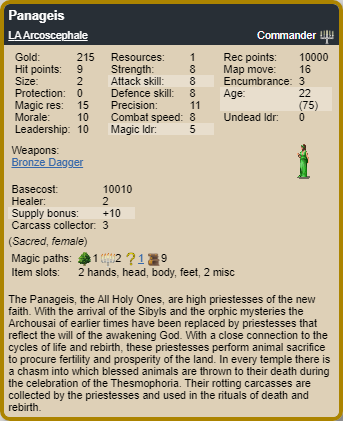 Panageis
LA Arcoscephale Commander
Gold: 215 Resources: 1 Rec points: 10000
Hit points: 9 Strength: 8 Map move: 16
Size: 2 Attack skill: 8 Encumbrance: 3
Protection: 0 Defence skill: 8 Age: 22
Magic res: 15 Precision: 11 (75)
Morale: 10 Combat speed: 8 Undead ldr: 0
Leadership: 10 Magic ldr: 5
Weapons:
Bronze Dagger
Basecost: 10010
Healer: 2
Supply bonus: +10
Carcass collector: 3
(Sacred, female)
Magic paths: 1 2 ? 1 9
Item slots: 2 hands, head, body, feet, 2 misc
The Panageis, the All Holy Ones, are high priestesses of the new
faith. With the arrival of the Sibyls and the orphic mysteries the
Archousai of earlier times have been replaced by priestesses that
reflect the will of the awakening God. With a close connection to the
cycles of life and rebirth, these priestesses perform animal sacrifice
to procure fertility and prosperity of the land. In every temple there is
a chasm into which blessed animals are thrown to their death during
the celebration of the Thesmophoria. Their rotting carcasses are
collected by the priestesses and used in the rituals of death and
rebirth.